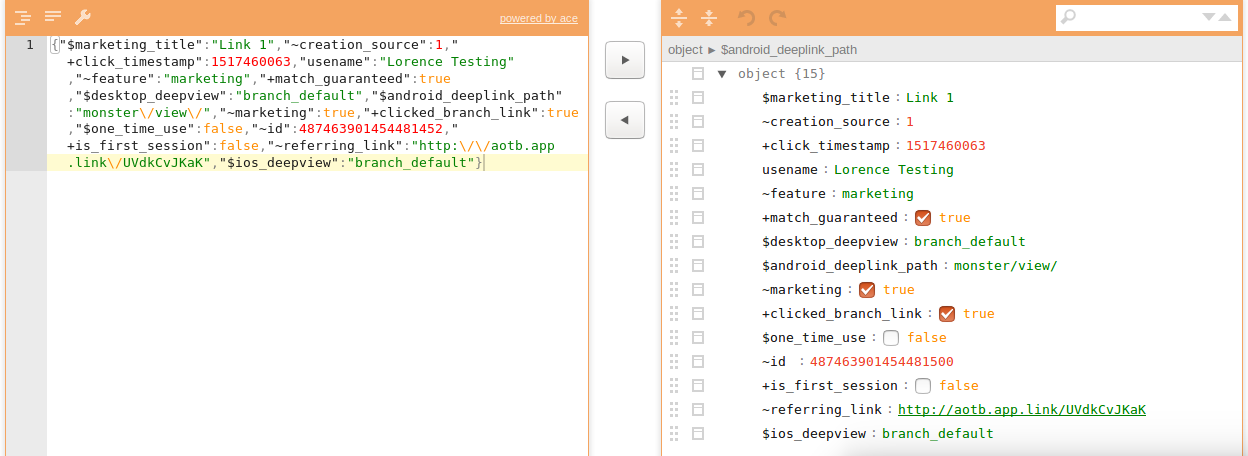 powered by ace
1
{"$marketing_title":"Link 1","~creation_source":1,"
+click_timestamp":1517460063,"usename":"Lorence Testing"
,"~feature":"marketing","+match_guaranteed":true
,"$desktop_deepview":"branch_default","$android_deeplink_path"
:"monster\/view\/","~marketing":true,"+clicked_branch_link":true
,"$one_time_use":false,"~id":487463901454481452,"
+is_first_session":false,"~referring_link":"http:\/\/aotb.app
.link\/UVdkCvJKaK","$ios_deepview":"branch_default"}
object ► $android_deeplink_path
▼ object {15}
$marketing_title : Link 1
~creation_source : 1
+click_timestamp : 1517460063
usename : Lorence Testing
~feature : marketing
+match_guaranteed : true
$desktop_deepview : branch_default
$android_deeplink_path : monster/view/
~marketing : true
+clicked_branch_link : true
$one_time_use : false
~id : 487463901454481500
+is_first_session : false
~referring_link : http://aotb.app.link/UVdkCvJKaK
$ios_deepview : branch_default